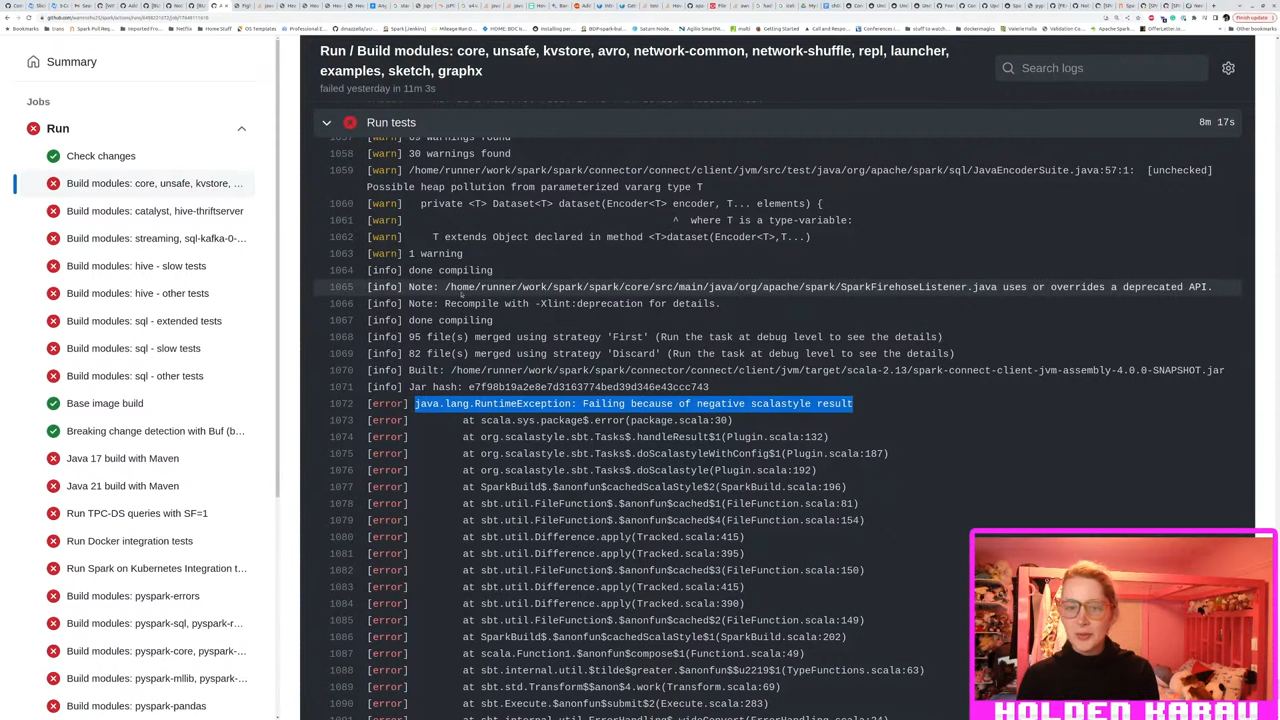 Finish update
Bookmarks
Netflix
Home Stuff
OS Templates
Other bookmarks
Summary
Jobs
Run
Check changes
Build modules: core, unsafe, kvstore, ...
Build modules: catalyst, hive-thriftserver
Build modules: streaming, sql-kafka-0-...
Build modules: hive - slow tests
Build modules: hive - other tests
Build modules: sql - extended tests
Build modules: sql - slow tests
Build modules: sql - other tests
Base image build
Breaking change detection with Buf (b...
Java 17 build with Maven
Java 21 build with Maven
Run TPC-DS queries with SF=1
Run Docker integration tests
Run Spark on Kubernetes Integration t...
Build modules: pyspark-errors
Build modules: pyspark-sql, pyspark-r...
Build modules: pyspark-core, pyspark-...
Build modules: pyspark-mllib, pyspark-...
Build modules: pyspark-pandas
Run / Build modules: core, unsafe, kvstore, avro, network-common, network-shuffle, repl, launcher,
examples, sketch, graphx
failed yesterday in 11m 3s
Search logs
Run tests
8m 17s
1057 [warn] 69 warnings found
1058 [warn] 30 warnings found
1059 [warn] /home/runner/work/spark/spark/connector/connect/client/jvm/src/test/java/org/apache/spark/sql/JavaEncoderSuite.java:57:1: [unchecked]
Possible heap pollution from parameterized vararg type T
1060 [warn] private <T> Dataset<T> dataset(Encoder<T> encoder, T... elements) {
1061 [warn] ^ where T is a type-variable:
1062 [warn] T extends Object declared in method <T>dataset(Encoder<T>,T...)
1063 [warn] 1 warning
1064 [info] done compiling
1065 [info] Note: /home/runner/work/spark/spark/core/src/main/java/org/apache/spark/SparkFirehoseListener.java uses or overrides a deprecated API.
1066 [info] Note: Recompile with -Xlint:deprecation for details.
1067 [info] done compiling
1068 [info] 95 file(s) merged using strategy 'First' (Run the task at debug level to see the details)
1069 [info] 82 file(s) merged using strategy 'Discard' (Run the task at debug level to see the details)
1070 [info] Built: /home/runner/work/spark/spark/connector/connect/client/jvm/target/scala-2.13/spark-connect-client-jvm-assembly-4.0.0-SNAPSHOT.jar
1071 [info] Jar hash: e7f98b19a2e8e7d3163774bed39d346e43ccc743
1072 [error] java.lang.RuntimeException: Failing because of negative scalastyle result
1073 [error] at scala.sys.package$.error(package.scala:30)
1074 [error] at org.scalastyle.sbt.Tasks$.handleResult$1(Plugin.scala:132)
1075 [error] at org.scalastyle.sbt.Tasks$.doScalastyleWithConfig$1(Plugin.scala:187)
1076 [error] at org.scalastyle.sbt.Tasks$.doScalastyle(Plugin.scala:192)
1077 [error] at SparkBuild$.$anonfun$cachedScalaStyle$2(SparkBuild.scala:196)
1078 [error] at sbt.util.FileFunction$.$anonfun$cached$1(FileFunction.scala:81)
1079 [error] at sbt.util.FileFunction$.$anonfun$cached$4(FileFunction.scala:154)
1080 [error] at sbt.util.Difference.apply(Tracked.scala:415)
1081 [error] at sbt.util.Difference.apply(Tracked.scala:395)
1082 [error] at sbt.util.FileFunction$.$anonfun$cached$3(FileFunction.scala:150)
1083 [error] at sbt.util.Difference.apply(Tracked.scala:415)
1084 [error] at sbt.util.Difference.apply(Tracked.scala:390)
1085 [error] at sbt.util.FileFunction$.$anonfun$cached$2(FileFunction.scala:149)
1086 [error] at SparkBuild$.$anonfun$cachedScalaStyle$1(SparkBuild.scala:202)
1087 [error] at scala.Function1.$anonfun$compose$1(Function1.scala:49)
1088 [error] at sbt.internal.util.$tilde$greater.$anonfun$$u2219$1(TypeFunctions.scala:63)
1089 [error] at sbt.std.Transform$$anon$4.work(Transform.scala:69)
1090 [error] at sbt.Execute.$anonfun$submit$2(Execute.scala:283)
HOLDEN KARAU